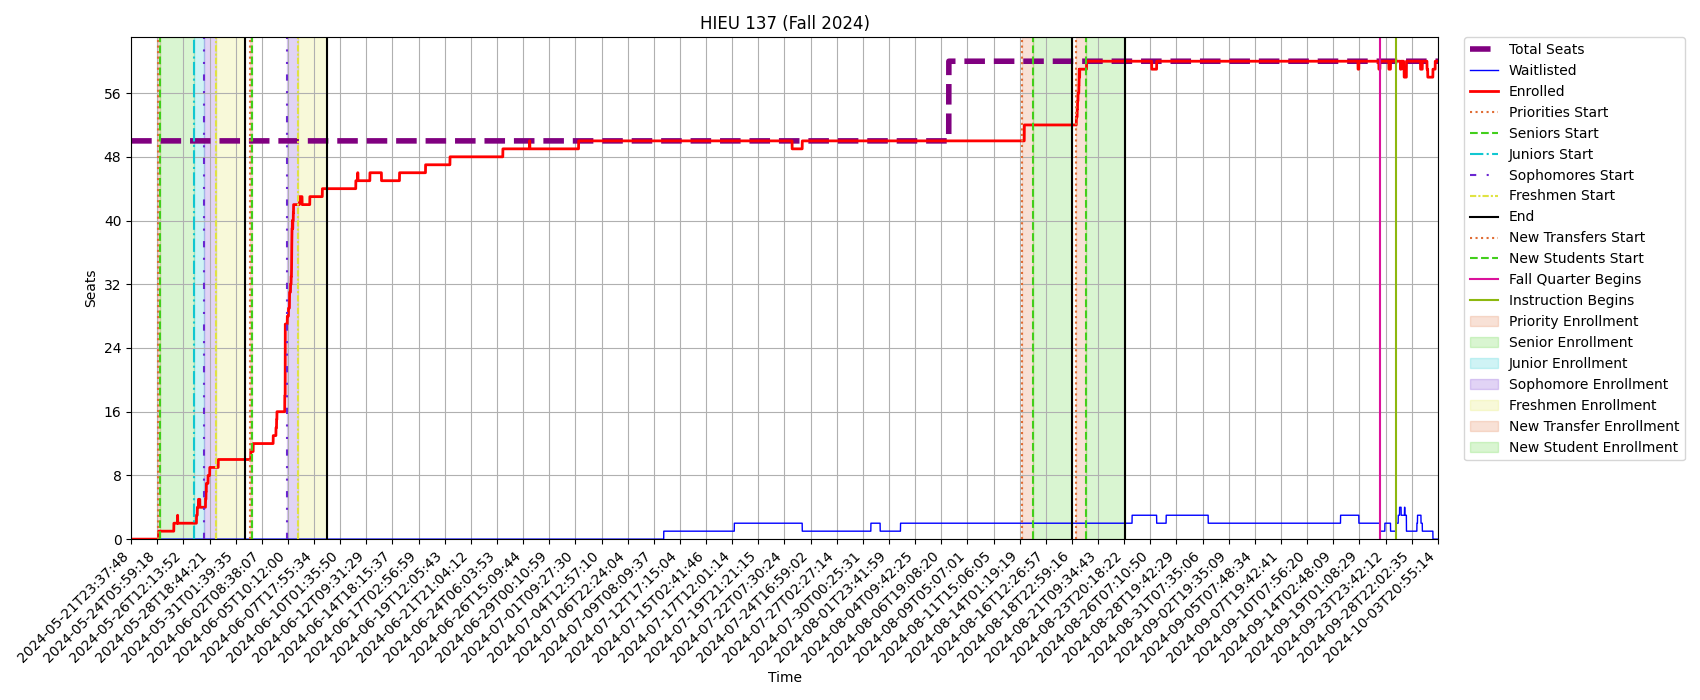 HIEU 137 (Fall 2024)
Seats
56
48
40
32
24
16
8
0
2024-05-21T23:37:48
2024-05-24T05:59:18
2024-05-26T12:13:52
2024-05-28T18:44:21
2024-05-31T01:39:35
2024-06-02T08:38:07
2024-06-05T10:12:00
2024-06-07T17:55:34
2024-06-10T01:35:50
2024-06-12T09:31:29
2024-06-14T18:15:37
2024-06-17T02:56:59
2024-06-19T12:05:43
2024-06-21T21:04:12
2024-06-24T06:03:53
2024-06-26T15:09:44
2024-06-29T00:10:59
2024-07-01T09:27:30
2024-07-04T12:57:10
2024-07-06T22:24:04
2024-07-09T08:09:37
2024-07-12T17:15:04
2024-07-15T02:41:46
2024-07-17T12:01:14
2024-07-19T21:21:15
2024-07-22T07:30:24
2024-07-24T16:59:02
2024-07-27T02:27:14
2024-07-30T00:25:31
2024-08-01T23:41:59
2024-08-04T09:42:25
2024-08-06T19:08:20
2024-08-09T05:07:01
2024-08-11T15:06:05
2024-08-14T01:19:19
2024-08-16T12:26:57
2024-08-18T22:59:16
2024-08-21T09:34:43
2024-08-23T20:18:22
2024-08-26T07:10:50
2024-08-28T19:42:29
2024-08-31T07:35:06
2024-09-02T19:35:09
2024-09-05T07:48:34
2024-09-07T19:42:41
2024-09-10T07:56:20
2024-09-14T02:48:09
2024-09-19T01:08:29
2024-09-23T23:42:12
2024-09-28T22:02:35
2024-10-03T20:55:14
Time
Total Seats
Waitlisted
Enrolled
Priorities Start
Seniors Start
Juniors Start
Sophomores Start
Freshmen Start
End
New Transfers Start
New Students Start
Fall Quarter Begins
Instruction Begins
Priority Enrollment
Senior Enrollment
Junior Enrollment
Sophomore Enrollment
Freshmen Enrollment
New Transfer Enrollment
New Student Enrollment